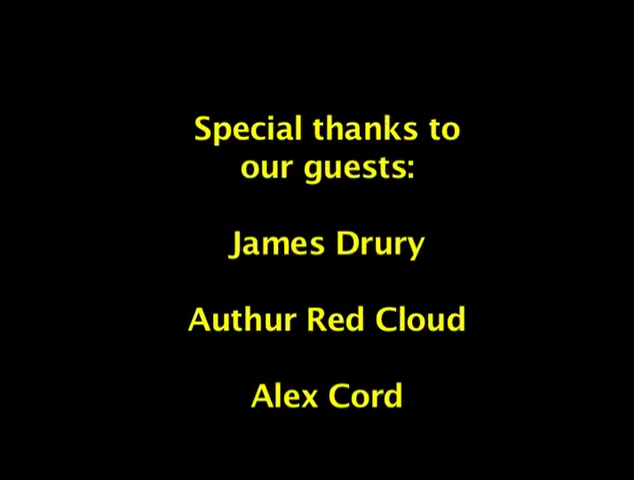 Special thanks to
our guests:
James Drury
Authur Red Cloud
Alex Cord